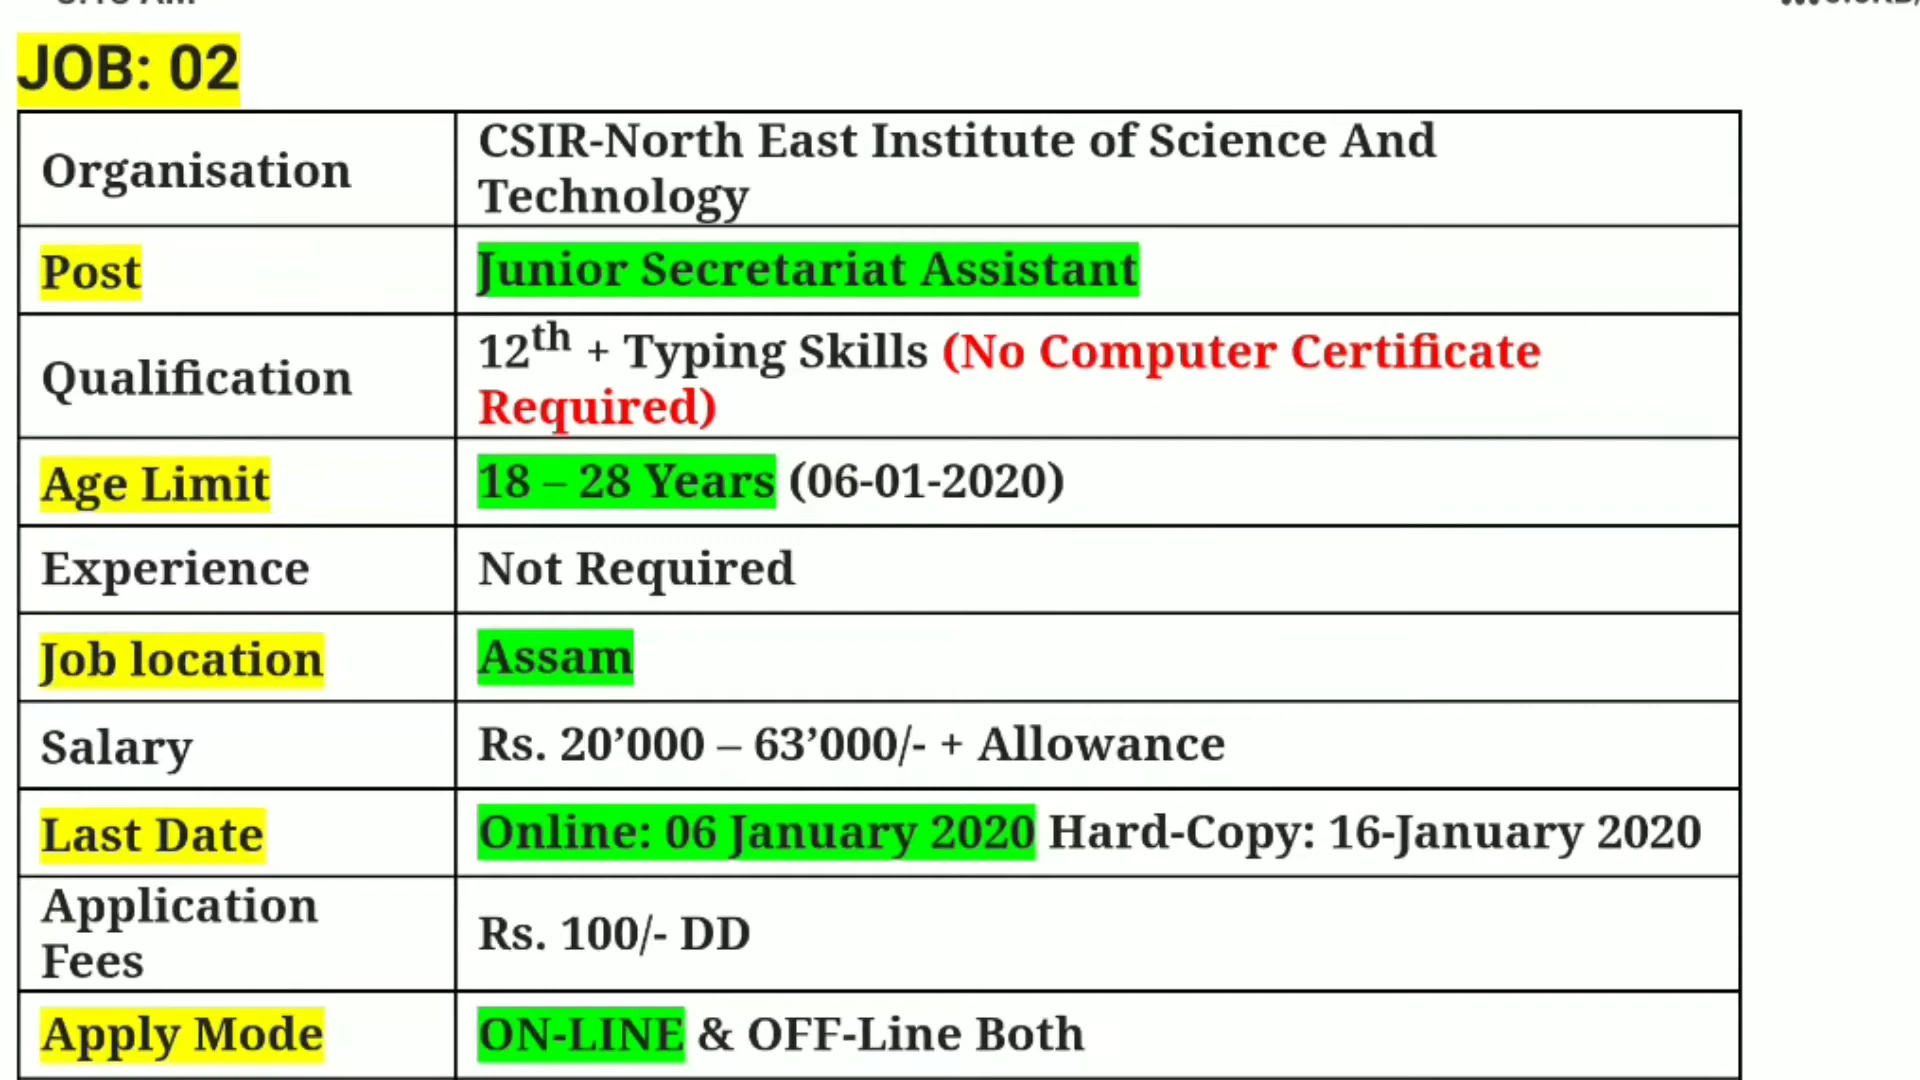 JOB: 02
Organisation
CSIR-North East Institute of Science And
Technology
Post
Junior Secretariat Assistant
Qualification
12th + Typing Skills (No Computer Certificate
Required)
Age Limit
18 – 28 Years (06-01-2020)
Experience
Not Required
Job location
Assam
Salary
Rs. 20’000 – 63’000/- + Allowance
Last Date
Online: 06 January 2020 Hard-Copy: 16-January 2020
Application
Fees
Rs. 100/- DD
Apply Mode
ON-LINE & OFF-Line Both